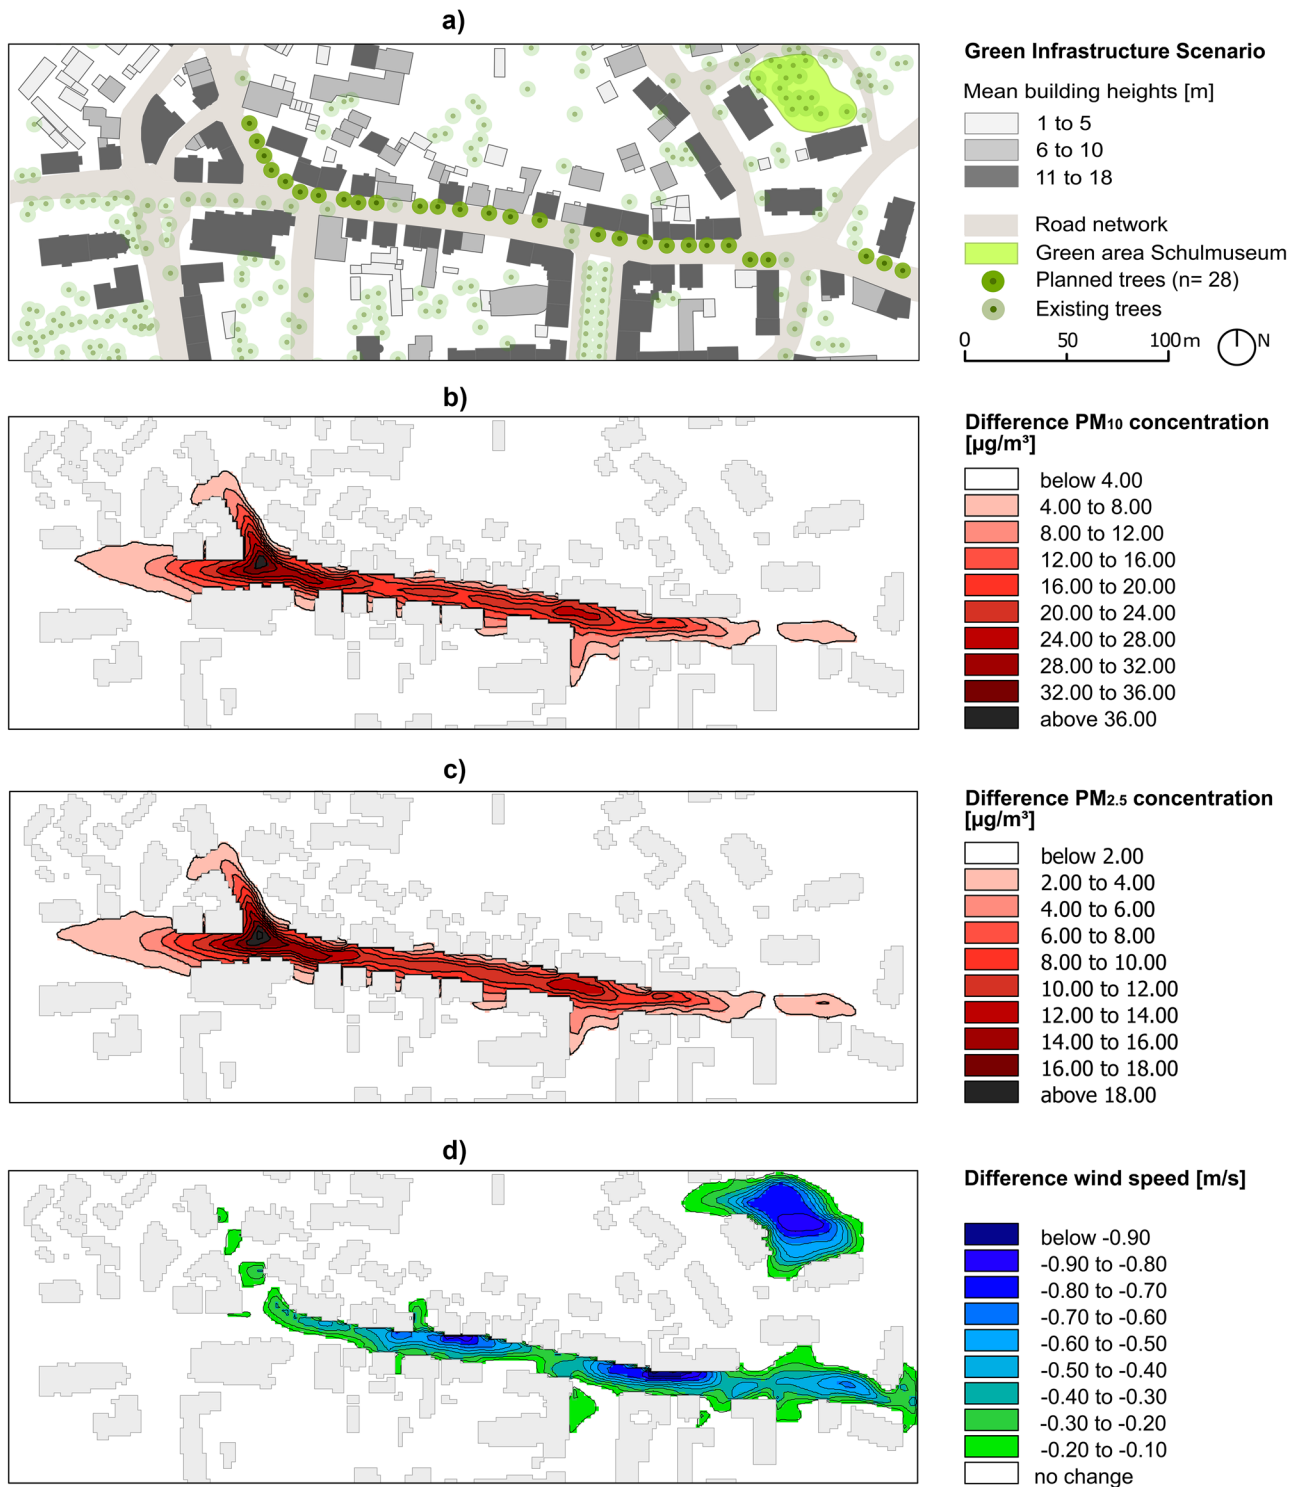 a)
Green Infrastructure Scenario
Mean building heights [m]
1 to 5
6 to 10
11 to 18
Road network
Green area Schulmuseum
Planned trees (n= 28)
Existing trees
0 50 100m N
b)
Difference PM10 concentration
[µg/m³]
below 4.00
4.00 to 8.00
8.00 to 12.00
12.00 to 16.00
16.00 to 20.00
20.00 to 24.00
24.00 to 28.00
28.00 to 32.00
32.00 to 36.00
above 36.00
c)
Difference PM2.5 concentration
[µg/m³]
below 2.00
2.00 to 4.00
4.00 to 6.00
6.00 to 8.00
8.00 to 10.00
10.00 to 12.00
12.00 to 14.00
14.00 to 16.00
16.00 to 18.00
above 18.00
d)
Difference wind speed [m/s]
below -0.90
-0.90 to -0.80
-0.80 to -0.70
-0.70 to -0.60
-0.60 to -0.50
-0.50 to -0.40
-0.40 to -0.30
-0.30 to -0.20
-0.20 to -0.10
no change